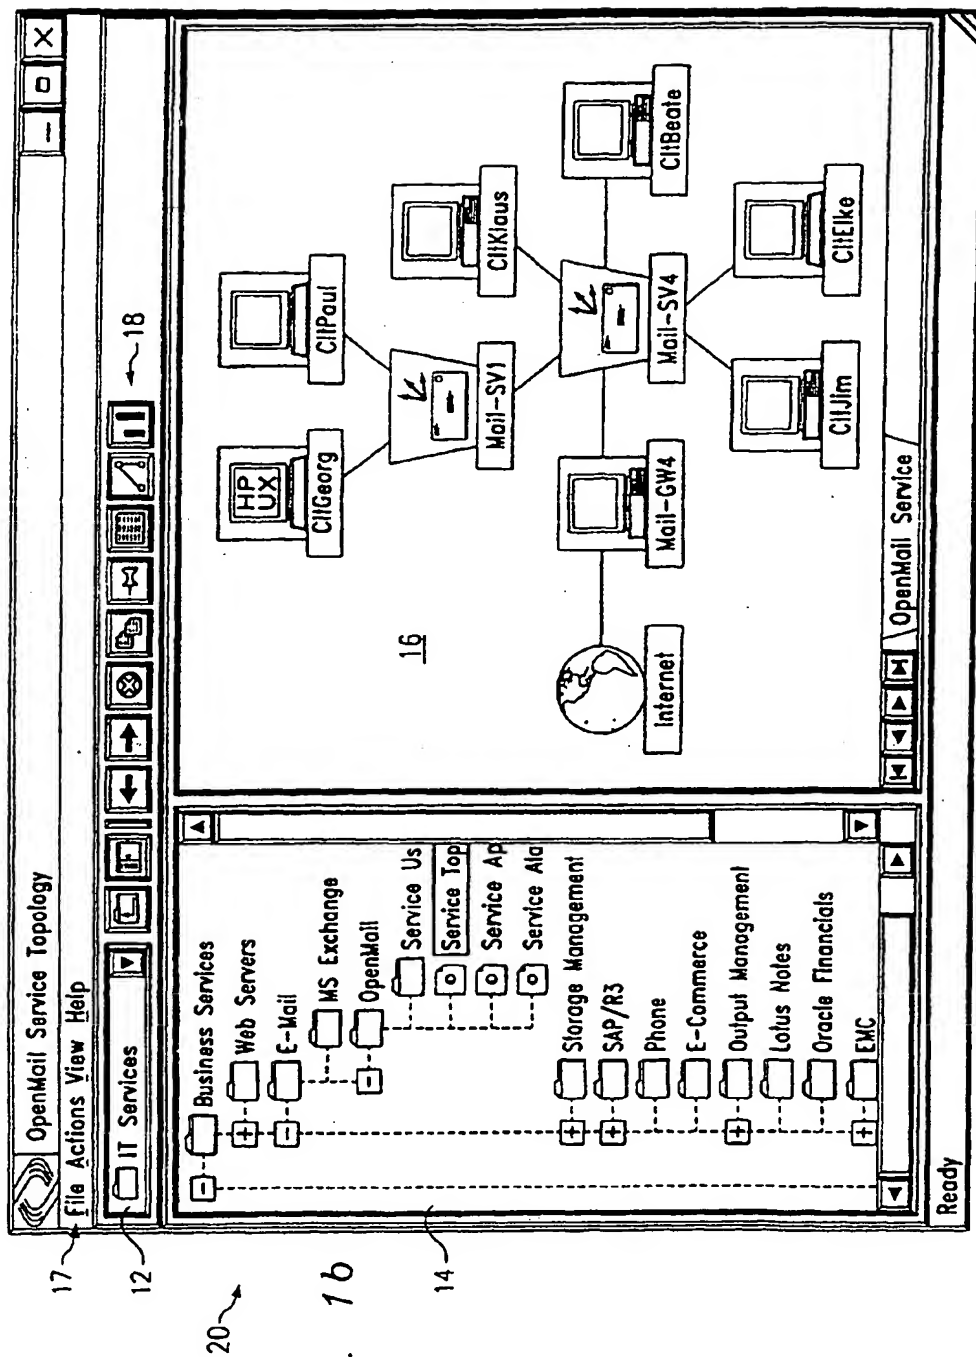 OpenMail Service Topology
File Actions View Help
17
IT Services
12
18
20
1b
14
Business Services
Web Servers
E-Mail
MS Exchange
OpenMail
Service Us
Service Top
Service Ap
Service Ala
Storage Management
SAP/R3
Phone
E-Commerce
Output Management
Lotus Notes
Oracle Financials
EMC
16
HP
UX
CltGeorg
CltPaul
Mail-SV1
CltKlaus
Internet
Mail-GW4
Mail-SV4
CltBeate
CltJim
CltElke
OpenMail Service
Ready